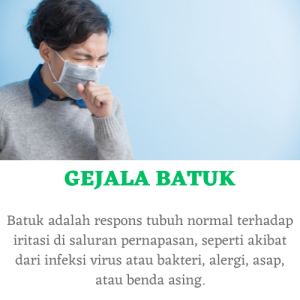 GEJALA BATUK
Batuk adalah respons tubuh normal terhadap
iritasi di saluran pernapasan, seperti akibat
dari infeksi virus atau bakteri, alergi, asap,
atau benda asing.